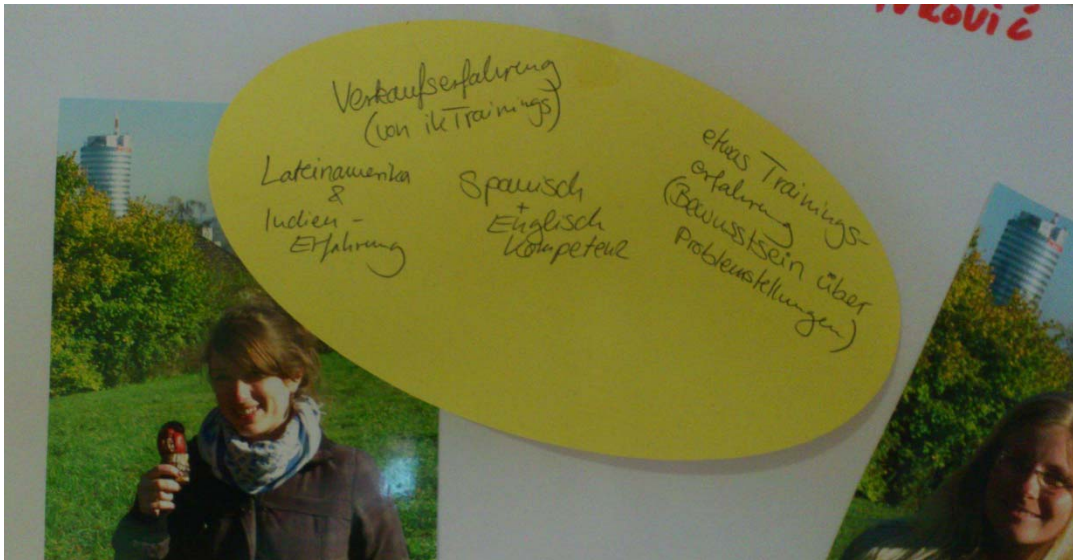 Verkaufserfahrung
(von ikTrainings)
Lateinamerika
&
Indien-
Erfahrung
Spanisch
+
Englisch
Kompetenz
etwas Trainings-
erfahrung
(Bewusstsein über
Problemstellungen)